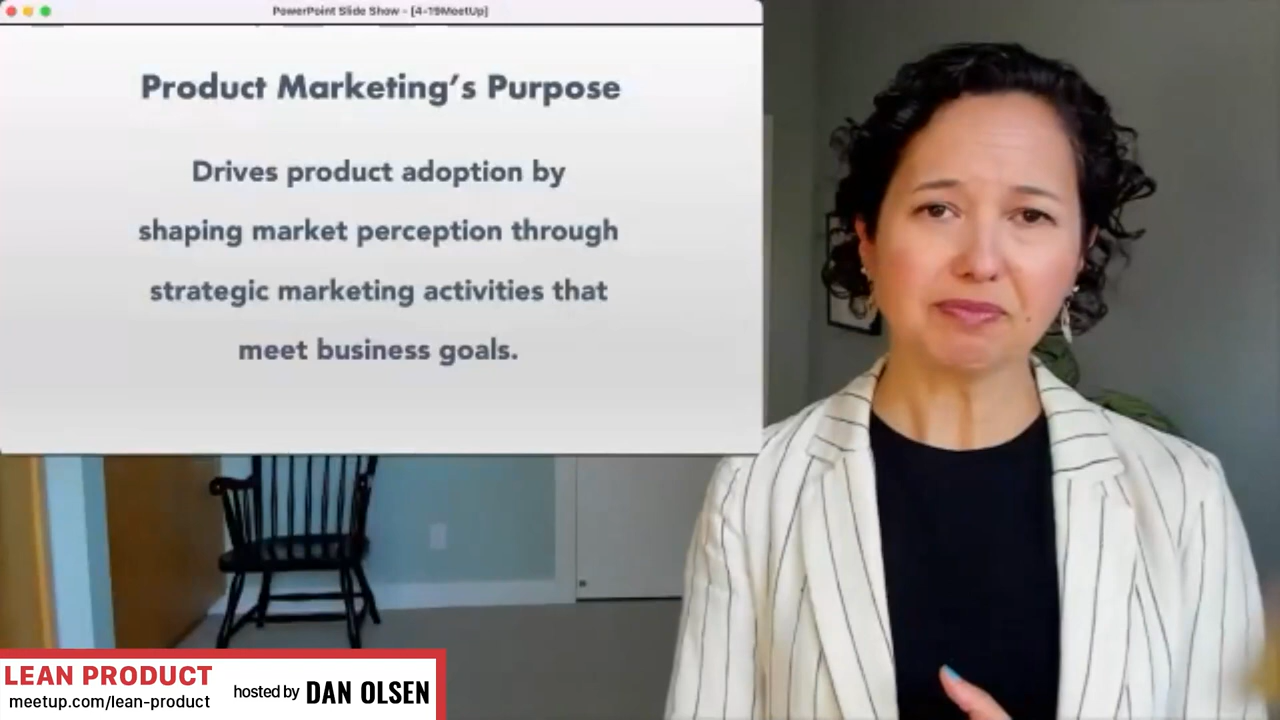 PowerPoint Slide Show - [4-19MeetUp]
Product Marketing's Purpose
Drives product adoption by
shaping market perception through
strategic marketing activities that
meet business goals.
LEAN PRODUCT
meetup.com/lean-product
hosted by DAN OLSEN